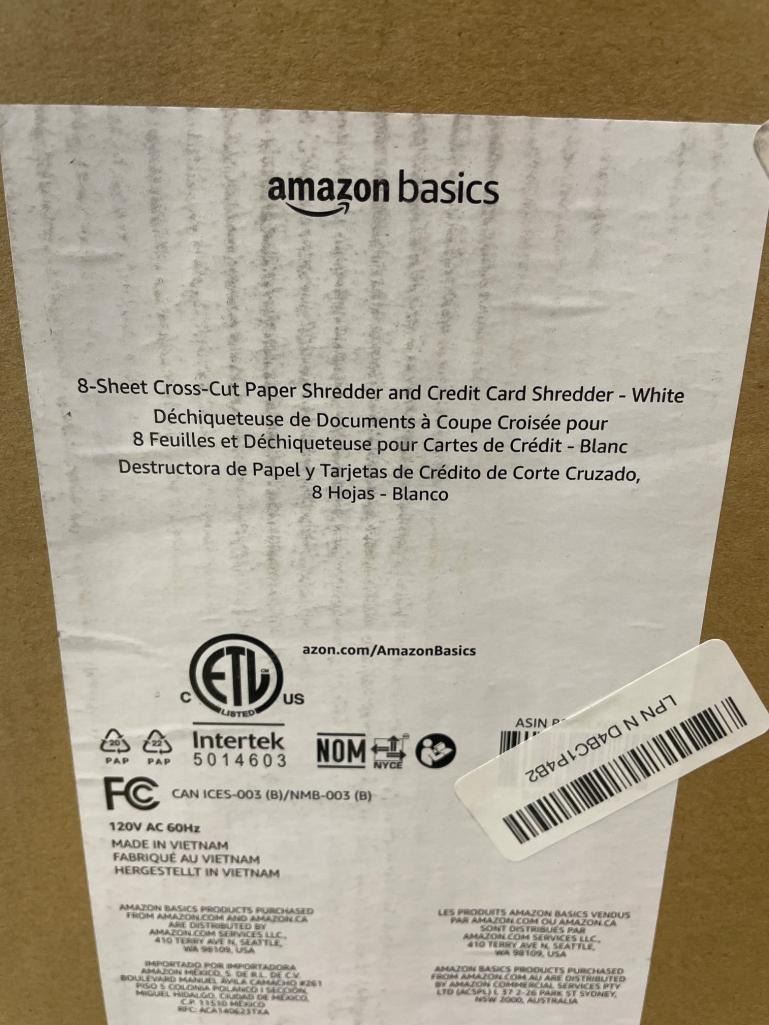 amazon basics
8-Sheet Cross-Cut Paper Shredder and Credit Card Shredder - White
Déchiqueteuse de Documents à Coupe Croisée pour
8 Feuilles et Déchiqueteuse pour Cartes de Crédit - Blanc
Destructora de Papel y Tarjetas de Crédito de Corte Cruzado,
8 Hojas - Blanco
azon.com/AmazonBasics
C ETL CM US
LISTED
Intertek
5014603
20 PAP
22 PAP
NOM
NYCE
ASIN
LPN N D4BC1P4B2
FC CAN ICES-003 (B)/NMB-003 (B)
120V AC 60Hz
MADE IN VIETNAM
FABRIQUÉ AU VIETNAM
HERGESTELLT IN VIETNAM
AMAZON BASICS PRODUCTS PURCHASED
FROM AMAZON.COM AND AMAZON.CA
ARE DISTRIBUTED BY
AMAZON.COM SERVICES LLC,
410 TERRY AVE N, SEATTLE,
WA 98109, USA
IMPORTADO POR IMPORTADORA
AMAZON MÉXICO, S. DE R.L. DE C.V.
BOULEVARD MANUEL ÁVILA CAMACHO #261
PISO 5 COLONIA POLANCO I SECCIÓN,
MIGUEL HIDALGO, CIUDAD DE MÉXICO,
C.P. 11510 MÉXICO
RFC: ACA140623TXA
LES PRODUITS AMAZON BASICS VENDUS
PAR AMAZON.COM OU AMAZON.CA
SONT DISTRIBUÉS PAR
AMAZON.COM SERVICES LLC,
410 TERRY AVE N, SEATTLE,
WA 98109, USA
AMAZON BASICS PRODUCTS PURCHASED
FROM AMAZON.COM.AU ARE DISTRIBUTED
BY AMAZON COMMERCIAL SERVICES PTY
LTD (ACSPL) L 37 2-26 PARK ST SYDNEY,
NSW 2000, AUSTRALIA